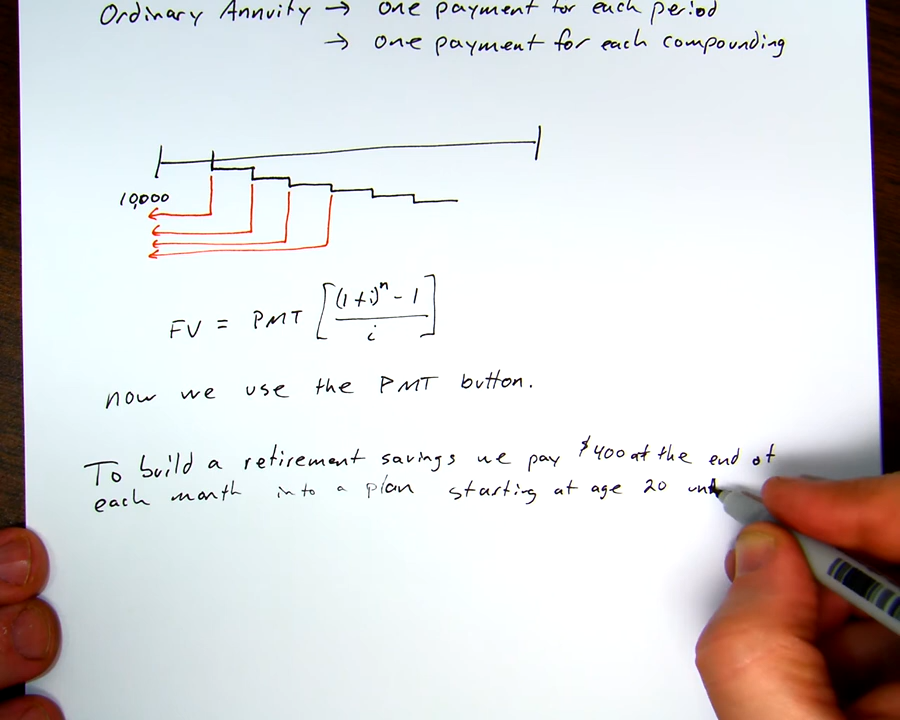 Ordinary Annuity → one payment for each period
→ one payment for each compounding
10,000
FV = PMT [ (1+i)^n - 1 / i ]
now we use the PMT button.
To build a retirement savings we pay $400 at the end of
each month into a plan starting at age 20